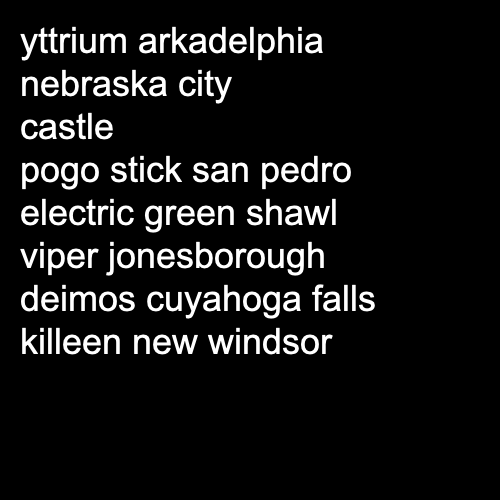 yttrium arkadelphia
nebraska city
castle
pogo stick san pedro
electric green shawl
viper jonesborough
deimos cuyahoga falls
killeen new windsor